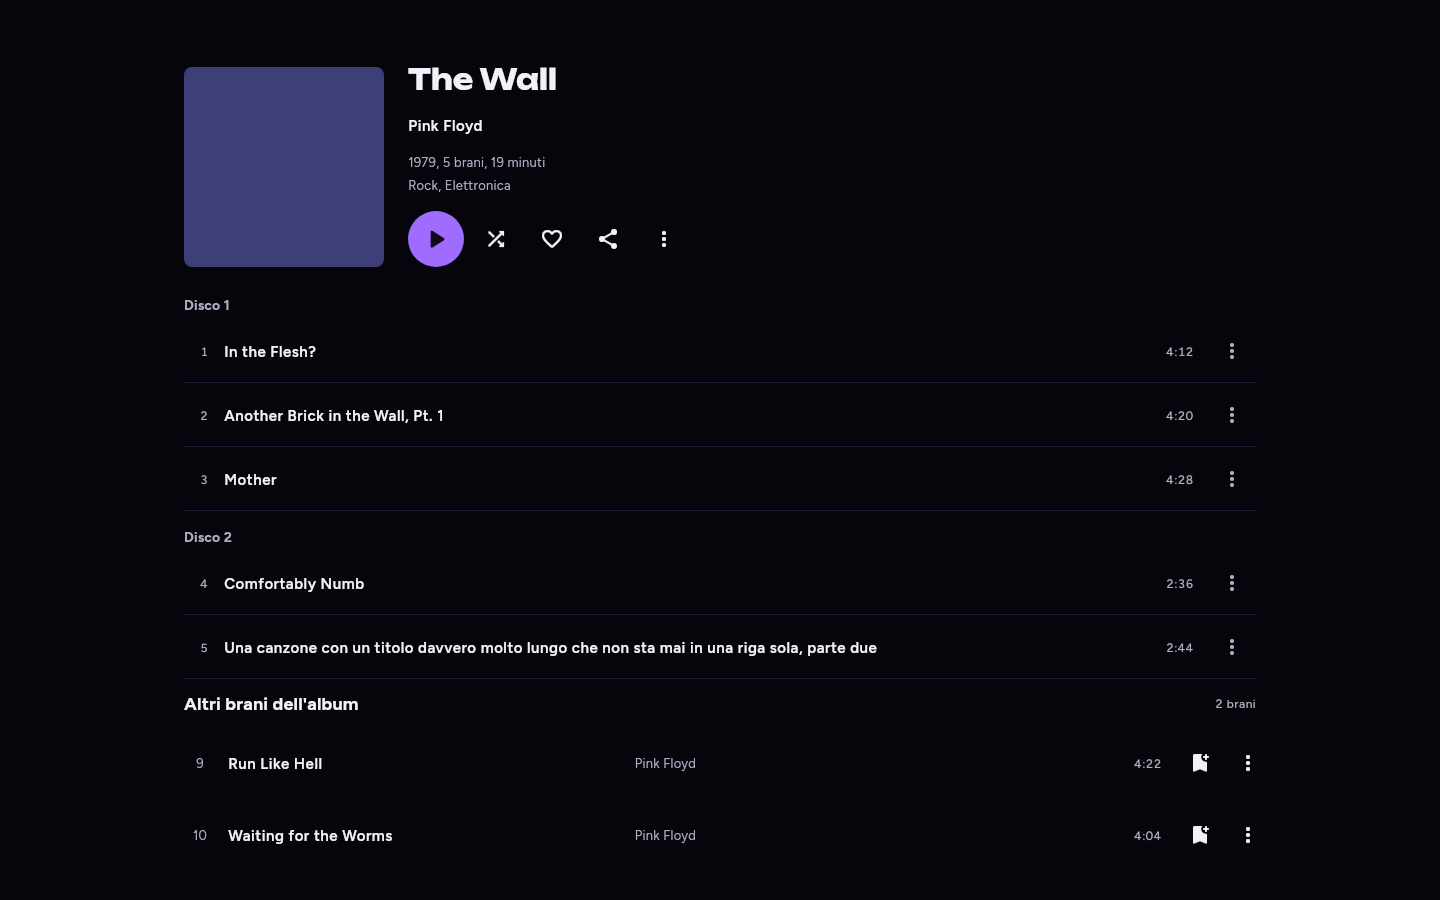 The Wall
Pink Floyd
1979, 5 brani, 19 minuti
Rock, Elettronica
Disco 1
1 In the Flesh? 4:12
2 Another Brick in the Wall, Pt. 1 4:20
3 Mother 4:28
Disco 2
4 Comfortably Numb 2:36
5 Una canzone con un titolo davvero molto lungo che non sta mai in una riga sola, parte due 2:44
Altri brani dell'album 2 brani
9 Run Like Hell Pink Floyd 4:22
10 Waiting for the Worms Pink Floyd 4:04